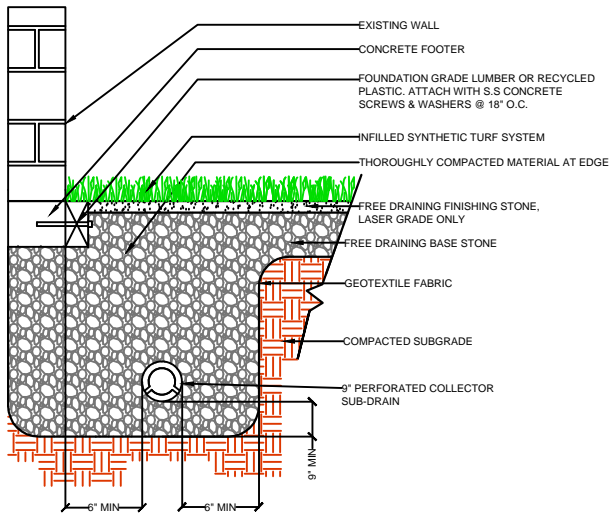 EXISTING WALL
CONCRETE FOOTER
FOUNDATION GRADE LUMBER OR RECYCLED
PLASTIC. ATTACH WITH S.S CONCRETE
SCREWS & WASHERS @ 18" O.C.
INFILLED SYNTHETIC TURF SYSTEM
THOROUGHLY COMPACTED MATERIAL AT EDGE
FREE DRAINING FINISHING STONE,
LASER GRADE ONLY
FREE DRAINING BASE STONE
GEOTEXTILE FABRIC
COMPACTED SUBGRADE
9" PERFORATED COLLECTOR
SUB-DRAIN
9" MIN
6" MIN
6" MIN